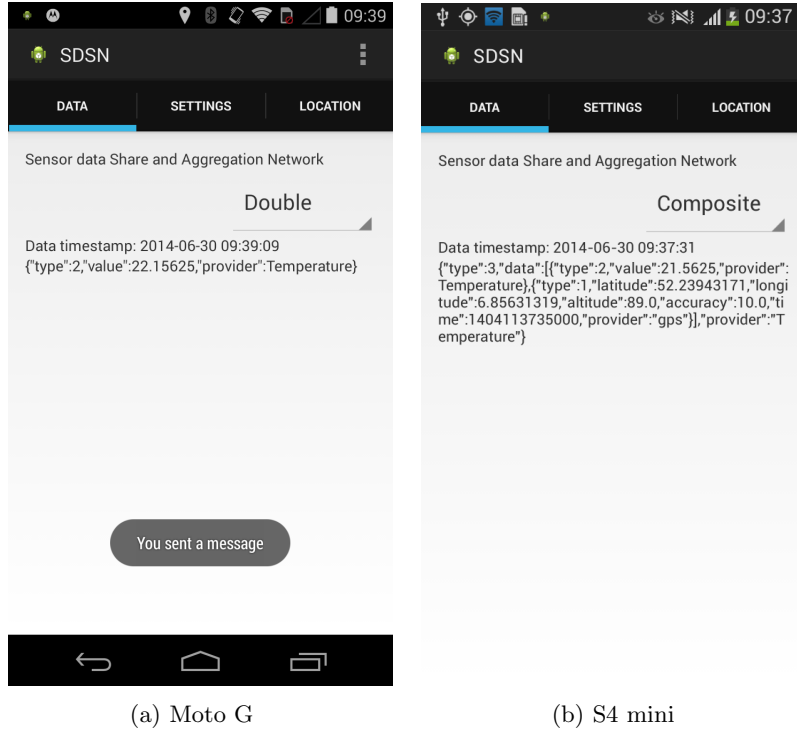 09:39
SDSN
DATA SETTINGS LOCATION
Sensor data Share and Aggregation Network
Double
Data timestamp: 2014-06-30 09:39:09
{"type":2,"value":22.15625,"provider":Temperature}
You sent a message
(a) Moto G
09:37
SDSN
DATA SETTINGS LOCATION
Sensor data Share and Aggregation Network
Composite
Data timestamp: 2014-06-30 09:37:31
{"type":3,"data":[{"type":2,"value":21.5625,"provider":
Temperature},{"type":1,"latitude":52.23943171,"longi
tude":6.85631319,"altitude":89.0,"accuracy":10.0,"ti
me":1404113735000,"provider":"gps"}],"provider":"T
emperature"}
(b) S4 mini